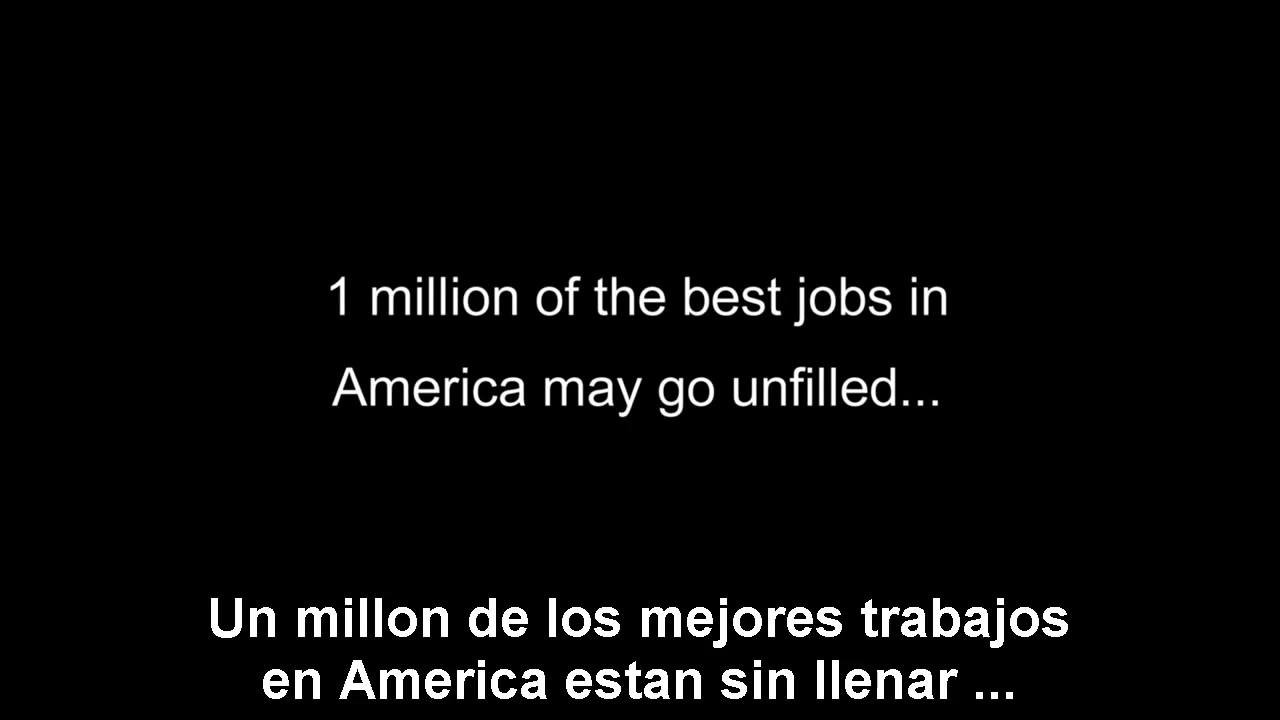 1 million of the best jobs in
America may go unfilled...
Un millon de los mejores trabajos
en America estan sin llenar ...